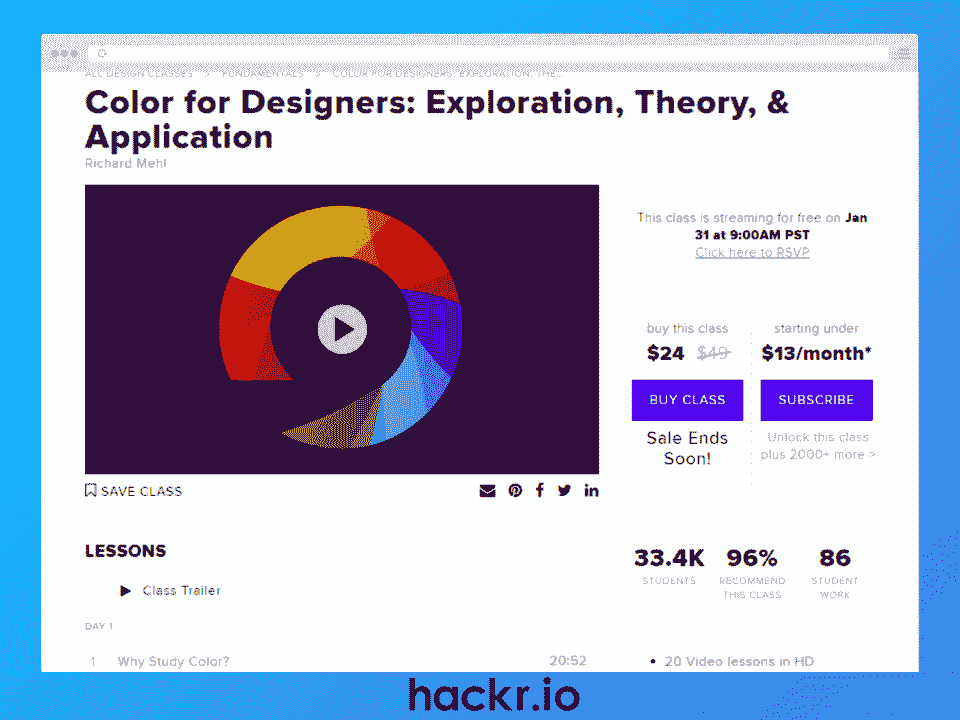 ALL DESIGN CLASSES > FUNDAMENTALS > COLOR FOR DESIGNERS: EXPLORATION, THE...
Color for Designers: Exploration, Theory, &
Application
Richard Mehl
This class is streaming for free on Jan
31 at 9:00AM PST
Click here to RSVP
buy this class
$24 $49
BUY CLASS
Sale Ends
Soon!
starting under
$13/month*
SUBSCRIBE
Unlock this class
plus 2000+ more >
SAVE CLASS
LESSONS
Class Trailer
DAY 1
1 Why Study Color? 20:52
33.4K
STUDENTS
96%
RECOMMEND
THIS CLASS
86
STUDENT
WORK
• 20 Video lessons in HD
hackr.io